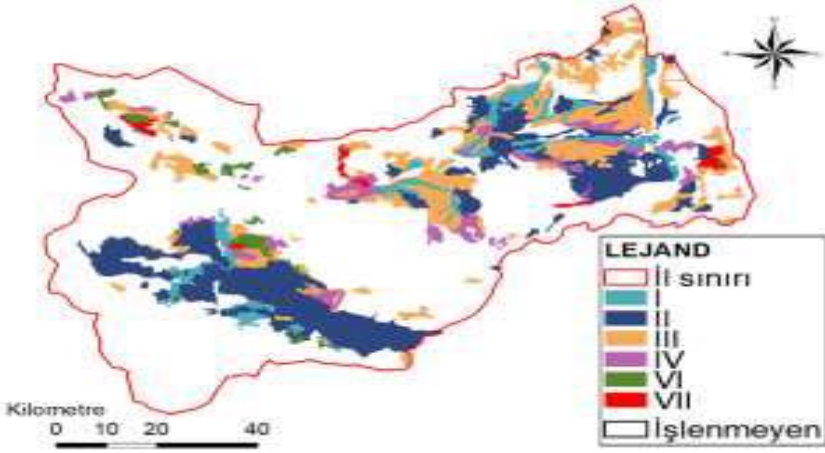 LEJAND
İl sınırı
I
II
III
IV
VI
VII
İşlenmeyen
Kilometre
0 10 20 40